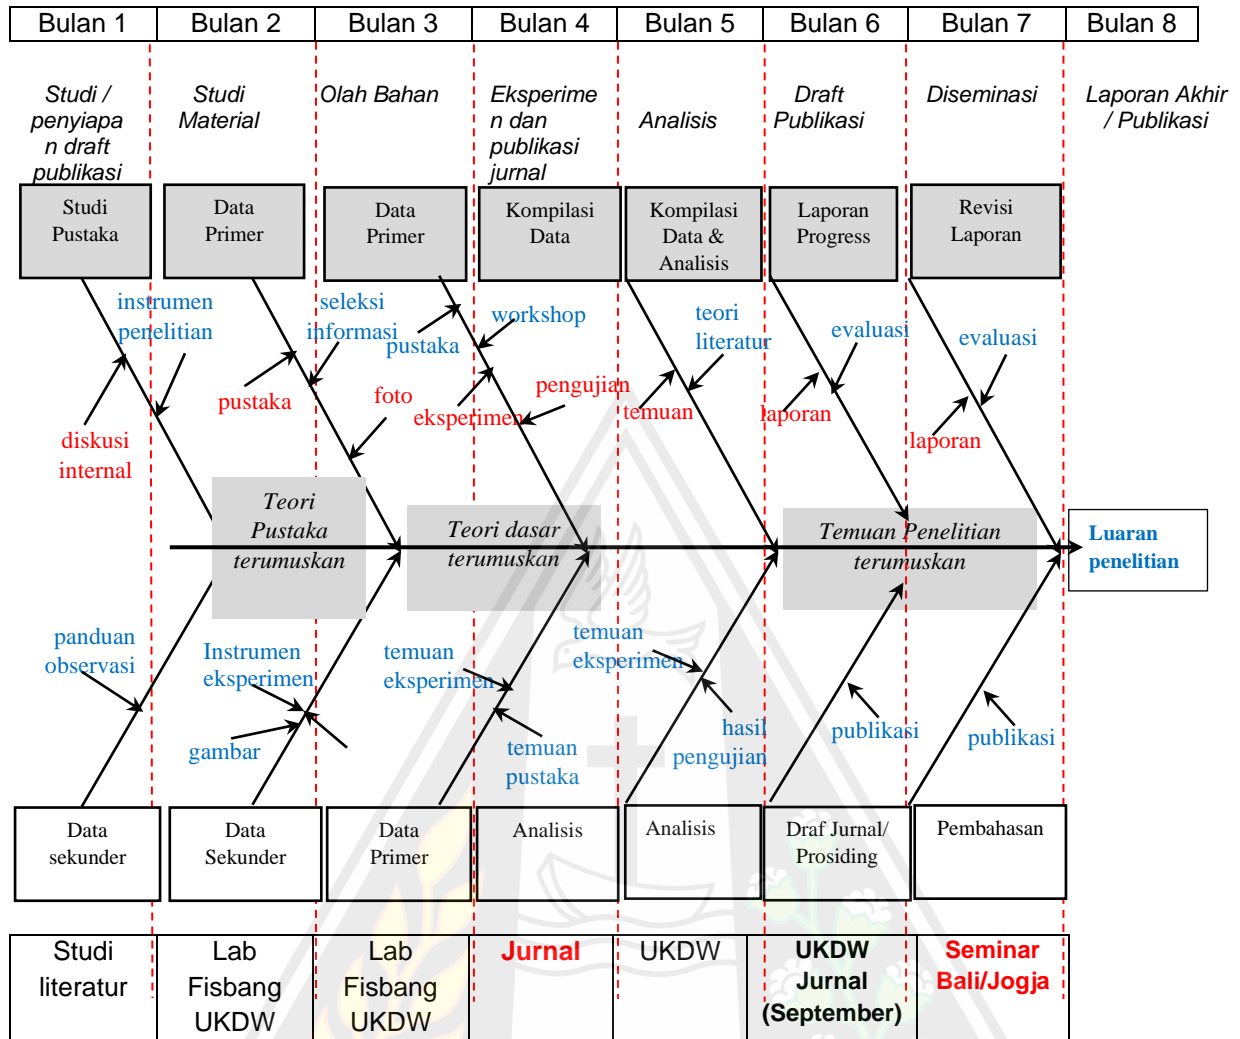 Bulan 1 Bulan 2 Bulan 3 Bulan 4 Bulan 5 Bulan 6 Bulan 7 Bulan 8
Studi /
penyiapa
n draft
publikasi
Studi
Material
Olah Bahan
Eksperime
n dan
publikasi
jurnal
Analisis
Draft
Publikasi
Diseminasi
Laporan Akhir
/ Publikasi
Studi
Pustaka
Data
Primer
Data
Primer
Kompilasi
Data
Kompilasi
Data &
Analisis
Laporan
Progress
Revisi
Laporan
instrumen
penelitian
diskusi
internal
seleksi
informasi
pustaka
foto
pustaka
workshop
eksperimen
pengujian
teori
literatur
temuan
evaluasi
laporan
evaluasi
laporan
Teori
Pustaka
terumuskan
Teori dasar
terumuskan
Temuan Penelitian
terumuskan
Luaran
penelitian
panduan
observasi
Instrumen
eksperimen
gambar
temuan
eksperimen
temuan
pustaka
temuan
eksperimen
hasil
pengujian
publikasi
publikasi
Data
sekunder
Data
Sekunder
Data
Primer
Analisis
Analisis
Draf Jurnal/
Prosiding
Pembahasan
Studi
literatur
Lab
Fisbang
UKDW
Lab
Fisbang
UKDW
Jurnal
UKDW
UKDW
Jurnal
(September)
Seminar
Bali/Jogja